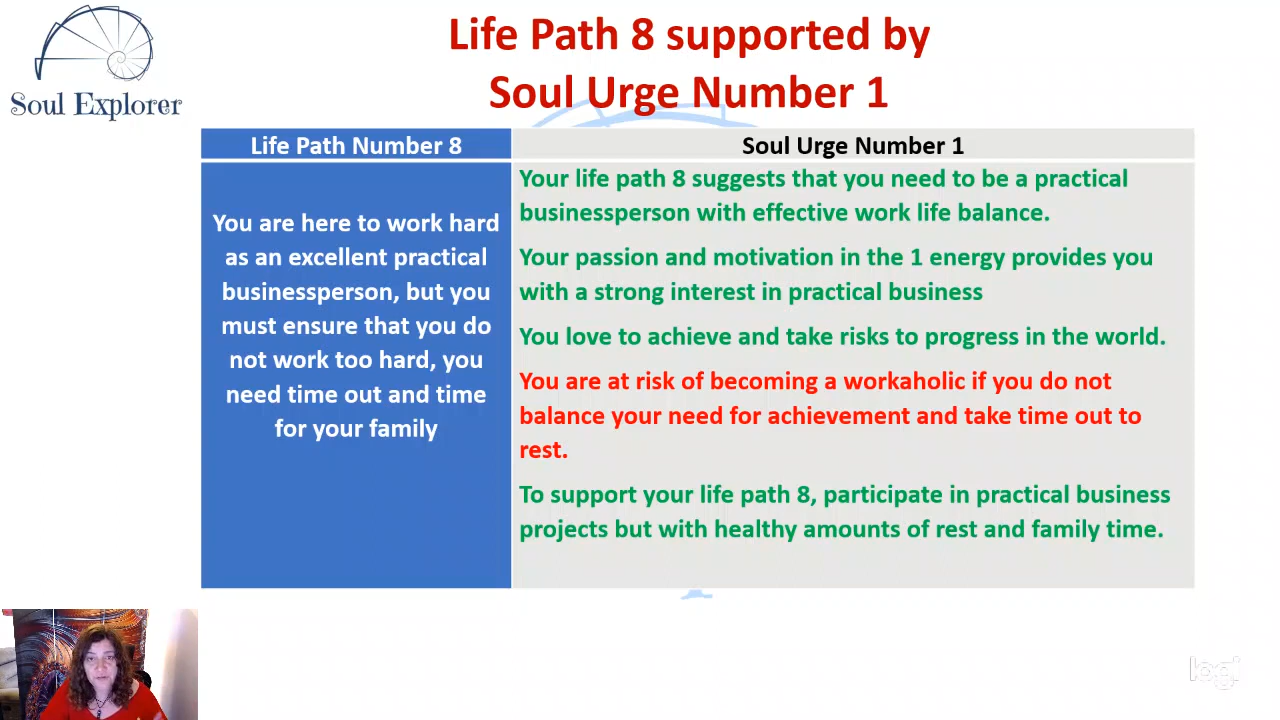 Life Path 8 supported by
Soul Urge Number 1
Soul Explorer
Life Path Number 8
Soul Urge Number 1
You are here to work hard
as an excellent practical
businessperson, but you
must ensure that you do
not work too hard, you
need time out and time
for your family
Your life path 8 suggests that you need to be a practical
businessperson with effective work life balance.
Your passion and motivation in the 1 energy provides you
with a strong interest in practical business
You love to achieve and take risks to progress in the world.
You are at risk of becoming a workaholic if you do not
balance your need for achievement and take time out to
rest.
To support your life path 8, participate in practical business
projects but with healthy amounts of rest and family time.